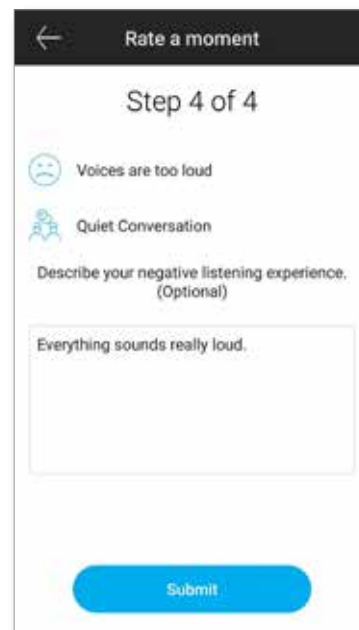 Rate a moment
Step 4 of 4
Voices are too loud
Quiet Conversation
Describe your negative listening experience.
(Optional)
Everything sounds really loud.
Submit